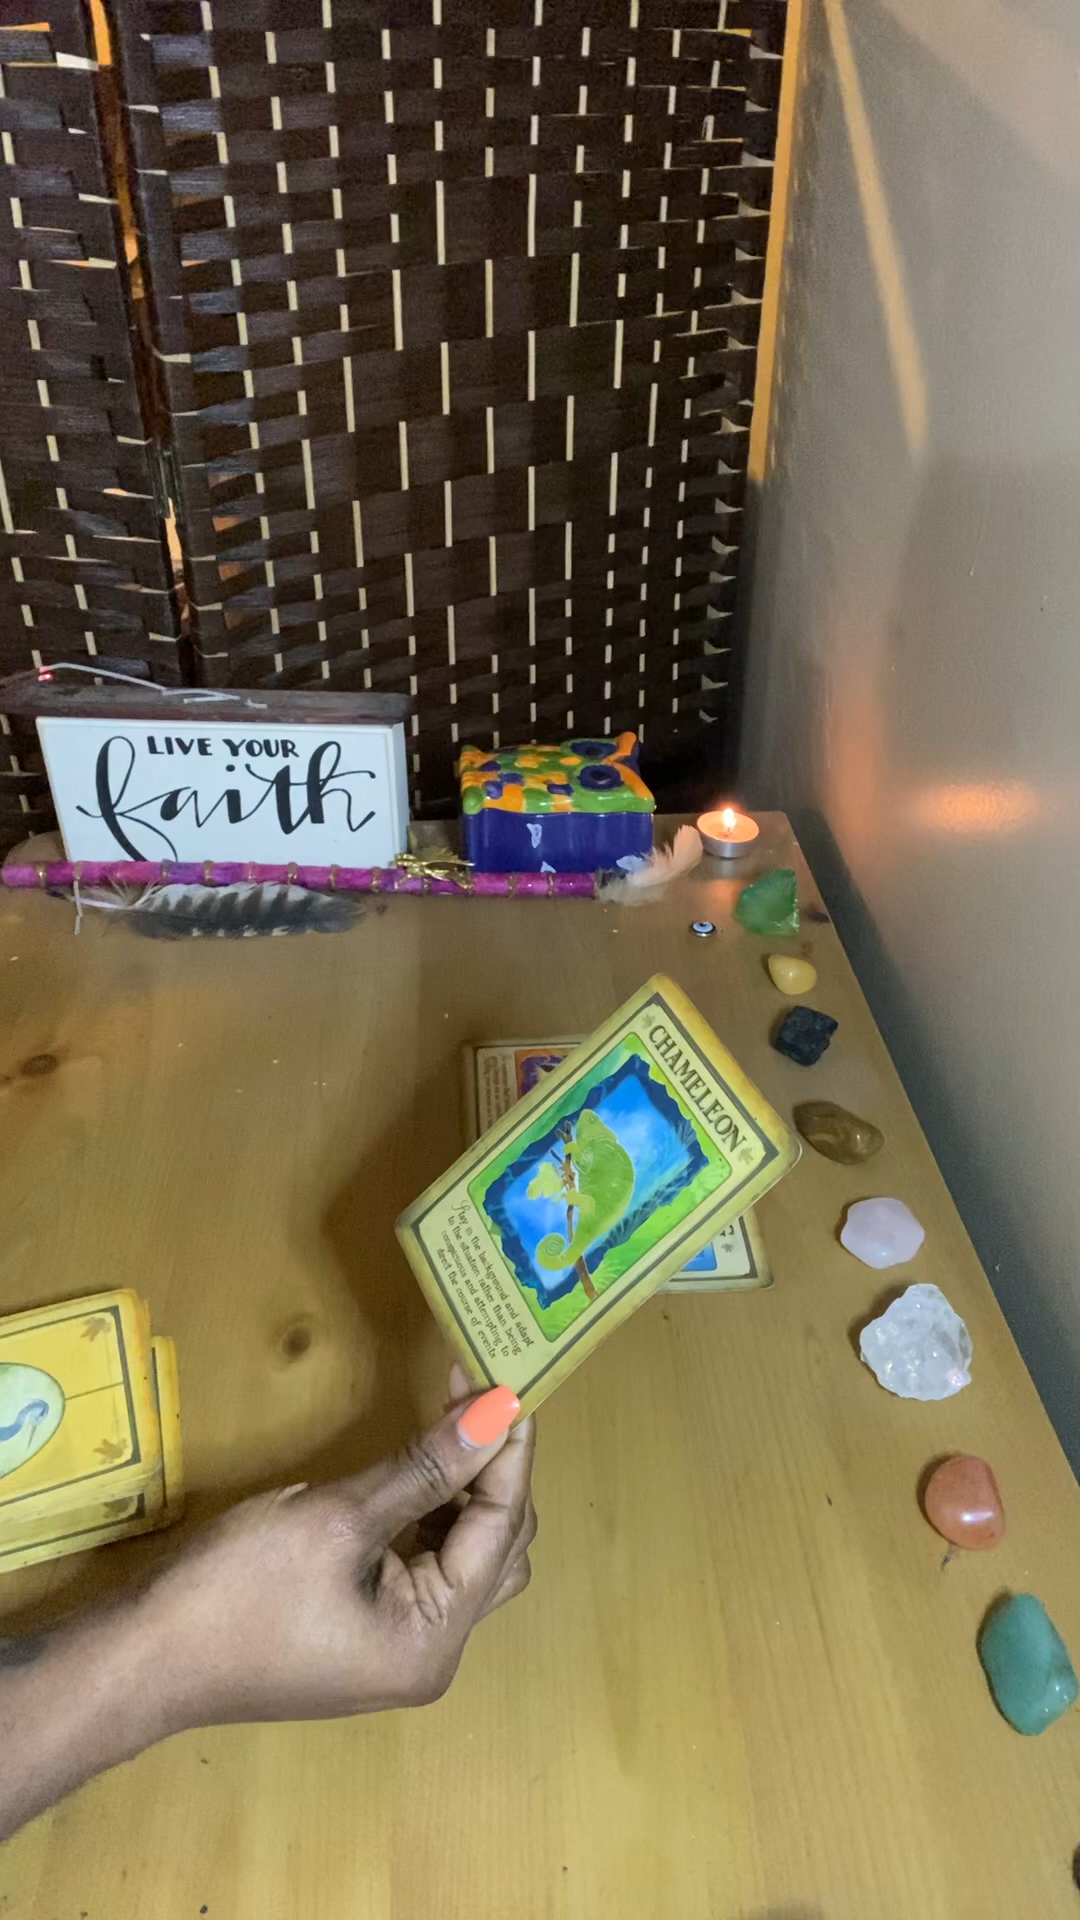 LIVE YOUR
faith
CHAMELEON
Stay in the background and adapt
to the situation rather than being
conspicuous and attempting to
direct the course of events